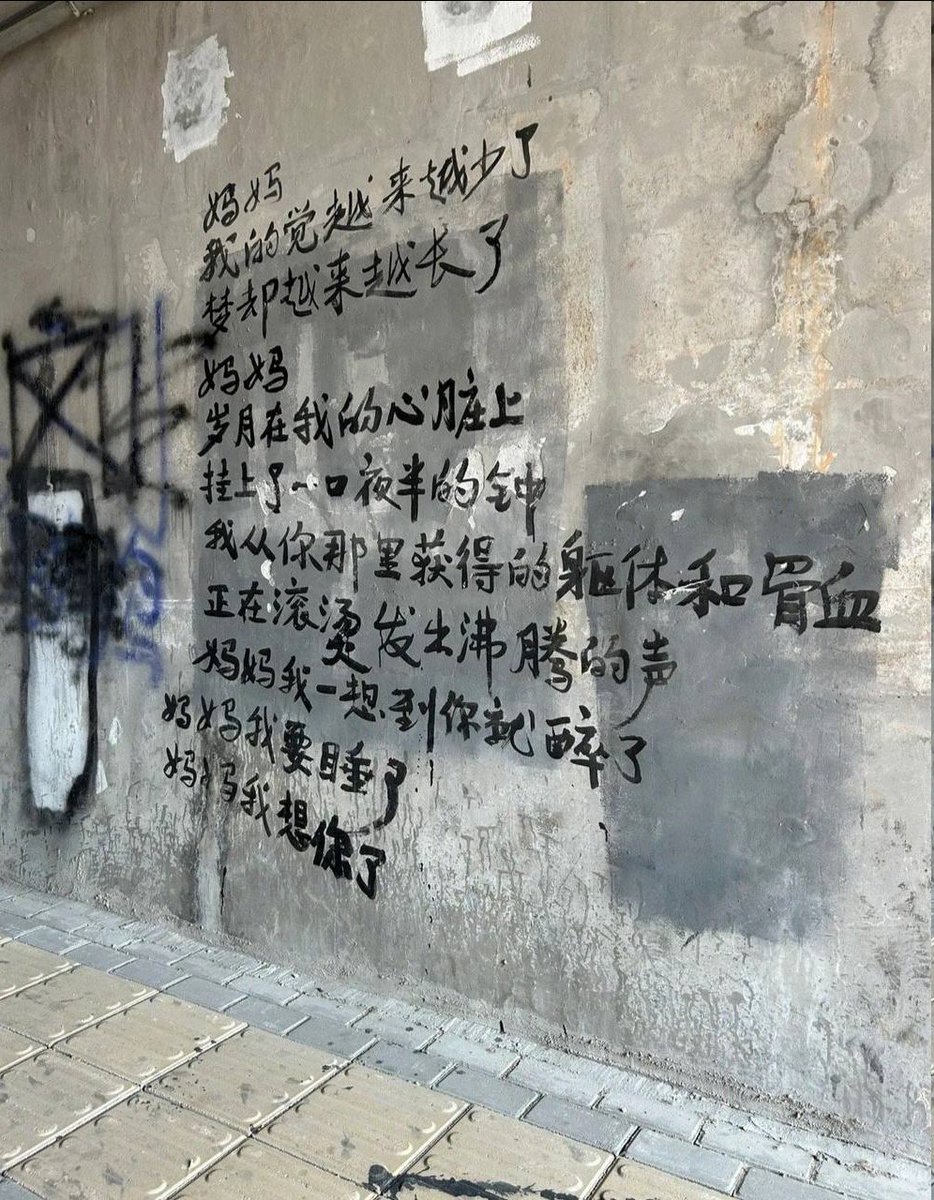 妈妈
我的觉越来越少了
梦却越来越长了
妈妈
岁月在我的心脏上
挂上了一口夜半的钟
我从你那里获得的躯体和骨血
正在滚烫发出沸腾的声
妈妈我一想到你就醉了
妈妈我要睡了
妈妈我想你了